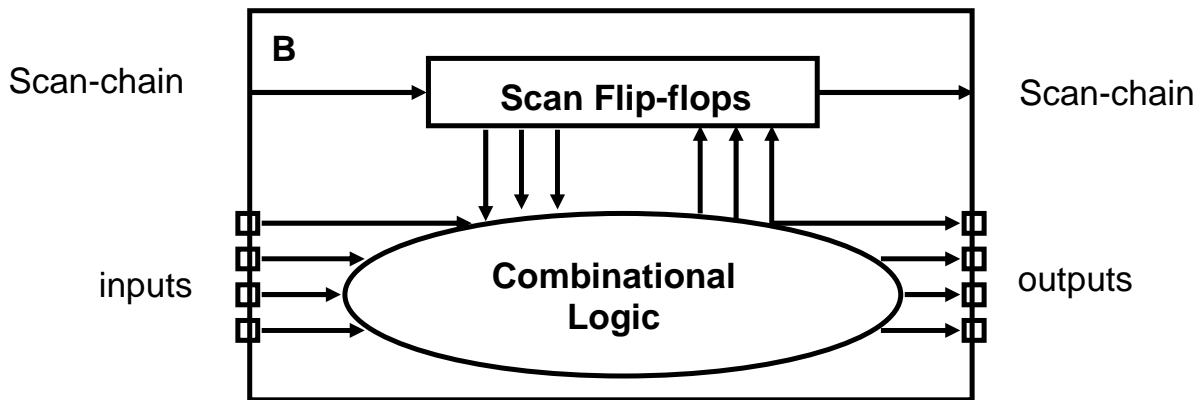 B
Scan-chain
Scan Flip-flops
Scan-chain
inputs
Combinational
Logic
outputs